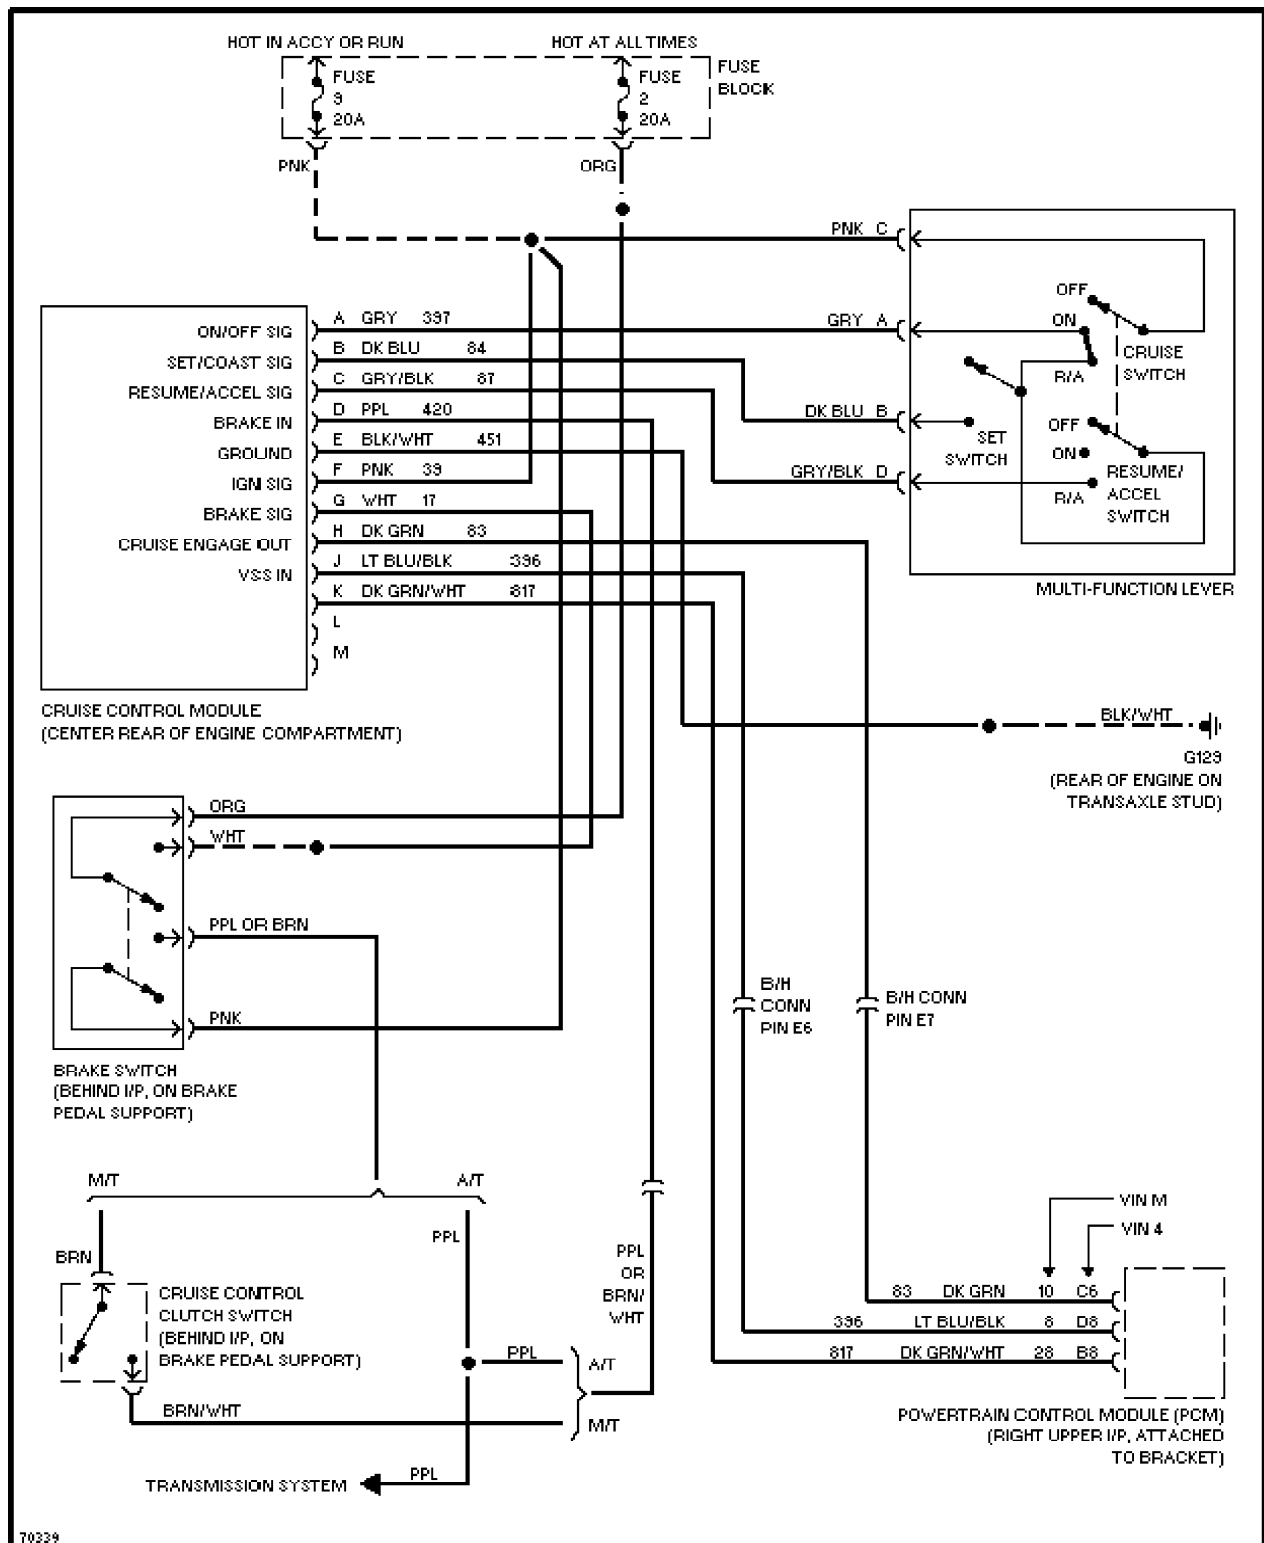 HOT IN ACCY OR RUN
HOT AT ALL TIMES
FUSE
9
20A
FUSE
2
20A
FUSE
BLOCK
PNK
ORG
PNK C
GRY A
DK BLU B
GRY/BLK D
OFF
ON
R/A
CRUISE
SWITCH
SET
SWITCH
OFF
ON
R/A
RESUME/
ACCEL
SWITCH
MULTI-FUNCTION LEVER
ON/OFF SIG
SET/COAST SIG
RESUME/ACCEL SIG
BRAKE IN
GROUND
IGN SIG
BRAKE SIG
CRUISE ENGAGE OUT
VSS IN
A GRY 397
B DK BLU 84
C GRY/BLK 87
D PPL 420
E BLK/WHT 451
F PNK 39
G WHT 17
H DK GRN 83
J LT BLU/BLK 396
K DK GRN/WHT 817
L
M
CRUISE CONTROL MODULE
(CENTER REAR OF ENGINE COMPARTMENT)
BLK/WHT
G129
(REAR OF ENGINE ON
TRANSAXLE STUD)
ORG
WHT
PPL OR BRN
PNK
BRAKE SWITCH
(BEHIND I/P, ON BRAKE
PEDAL SUPPORT)
B/H
CONN
PIN E6
B/H CONN
PIN E7
M/T
A/T
BRN
PPL
CRUISE CONTROL
CLUTCH SWITCH
(BEHIND I/P, ON
BRAKE PEDAL SUPPORT)
BRN/WHT
PPL
A/T
M/T
PPL
OR
BRN/
WHT
TRANSMISSION SYSTEM
PPL
VIN M
VIN 4
83 DK GRN 10 C6
396 LT BLU/BLK 8 D8
817 DK GRN/WHT 28 B8
POWERTRAIN CONTROL MODULE (PCM)
(RIGHT UPPER I/P, ATTACHED
TO BRACKET)
70339